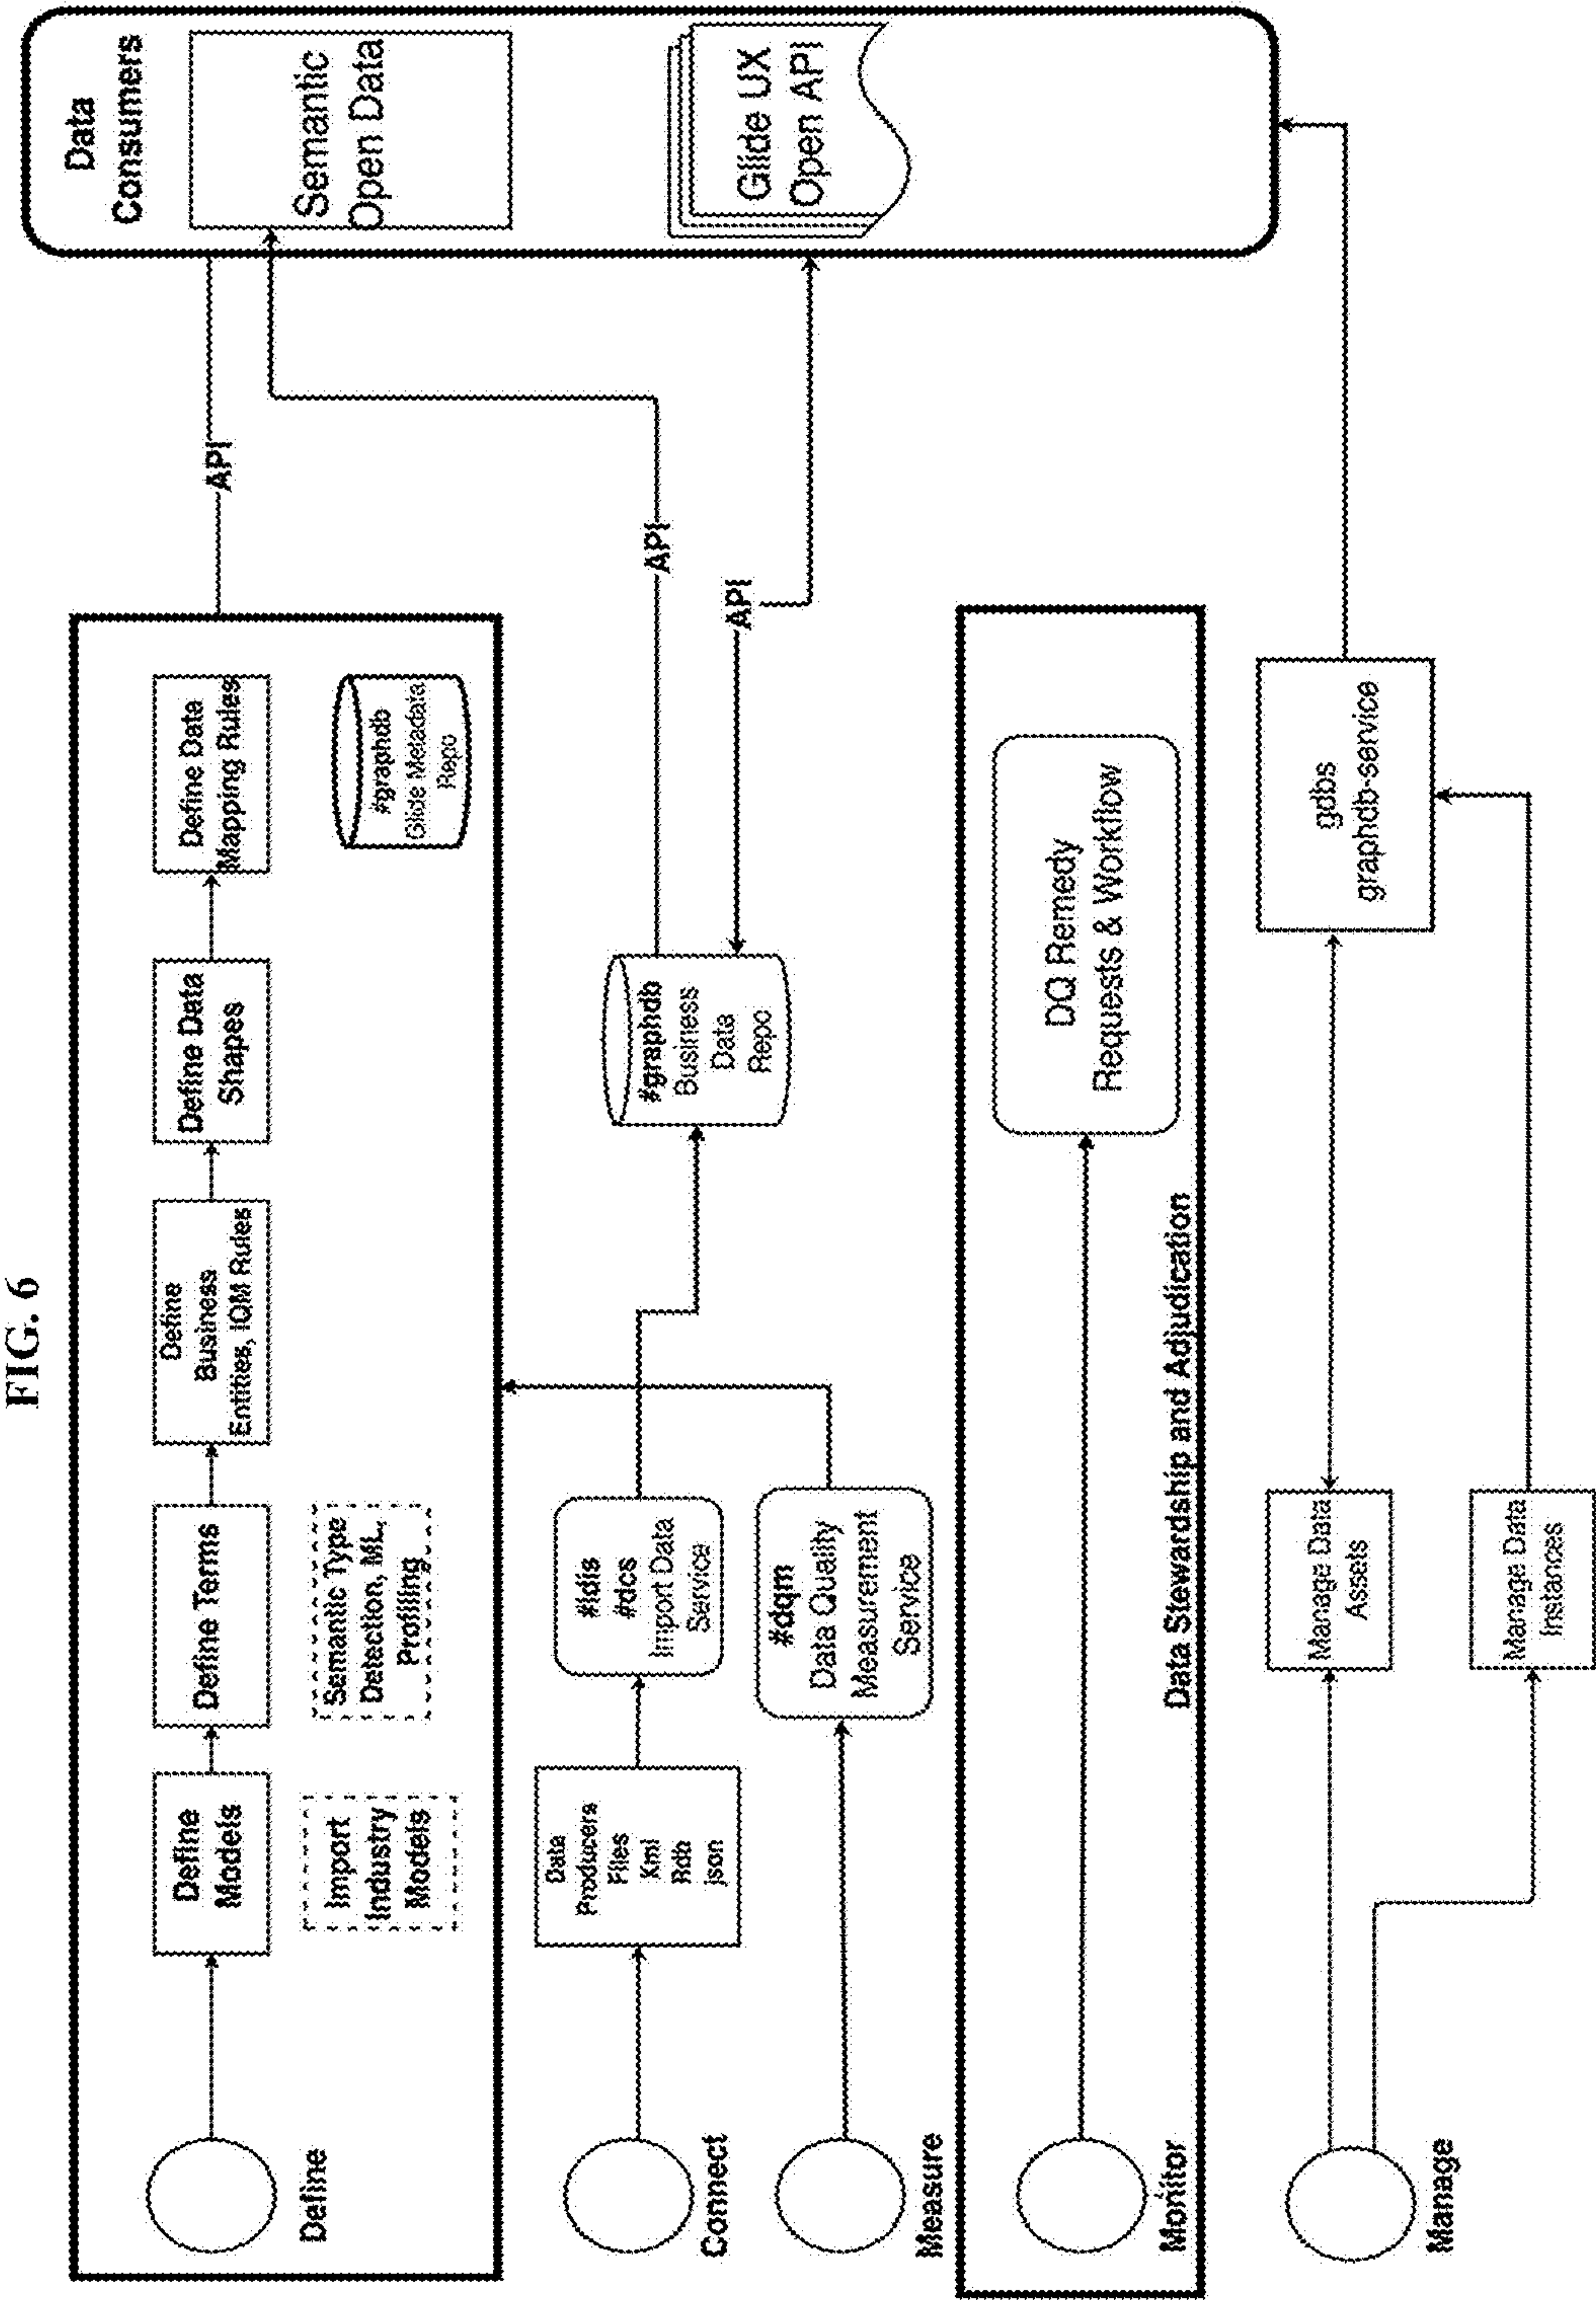 FIG. 6
Define
Define
Models
Define Terms
Define
Business
Entities, IQM Rules
Define Data
Shapes
Define Data
Mapping Rules
Import
Industry
Models
Semantic Type
Detection, ML,
Profiling
#graphdb
Glide Metadata
Repo
API
Data
Consumers
Semantic
Open Data
Glide UX
Open API
Connect
Data
Producers
Files
Xml
Rdb
json
#ldis
#dcs
Import Data
Service
#graphdb
Business
Data
Repo
API
API
Measure
#dqm
Data Quality
Measurement
Service
Monitor
DQ Remedy
Requests & Workflow
Data Stewardship and Adjudication
Manage
Manage Data
Assets
Manage Data
Instances
gdbs
graphdb-service